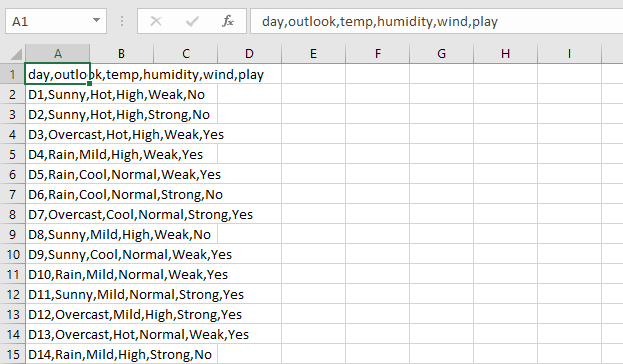 A1 fx day,outlook,temp,humidity,wind,play
A B C D E F G H I
1 day,outlook,temp,humidity,wind,play
2 D1,Sunny,Hot,High,Weak,No
3 D2,Sunny,Hot,High,Strong,No
4 D3,Overcast,Hot,High,Weak,Yes
5 D4,Rain,Mild,High,Weak,Yes
6 D5,Rain,Cool,Normal,Weak,Yes
7 D6,Rain,Cool,Normal,Strong,No
8 D7,Overcast,Cool,Normal,Strong,Yes
9 D8,Sunny,Mild,High,Weak,No
10 D9,Sunny,Cool,Normal,Weak,Yes
11 D10,Rain,Mild,Normal,Weak,Yes
12 D11,Sunny,Mild,Normal,Strong,Yes
13 D12,Overcast,Mild,High,Strong,Yes
14 D13,Overcast,Hot,Normal,Weak,Yes
15 D14,Rain,Mild,High,Strong,No